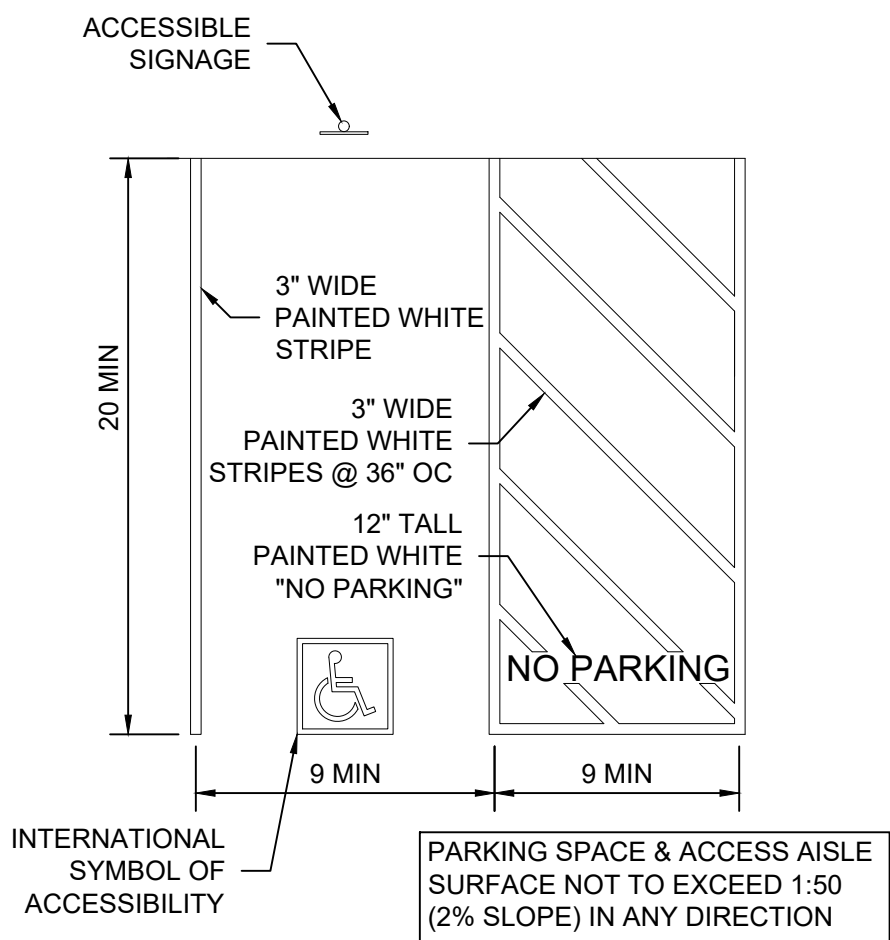 ACCESSIBLE
SIGNAGE
3" WIDE
PAINTED WHITE
STRIPE
20 MIN
3" WIDE
PAINTED WHITE
STRIPES @ 36" OC
12" TALL
PAINTED WHITE
"NO PARKING"
NO PARKING
9 MIN
9 MIN
INTERNATIONAL
SYMBOL OF
ACCESSIBILITY
PARKING SPACE & ACCESS AISLE
SURFACE NOT TO EXCEED 1:50
(2% SLOPE) IN ANY DIRECTION